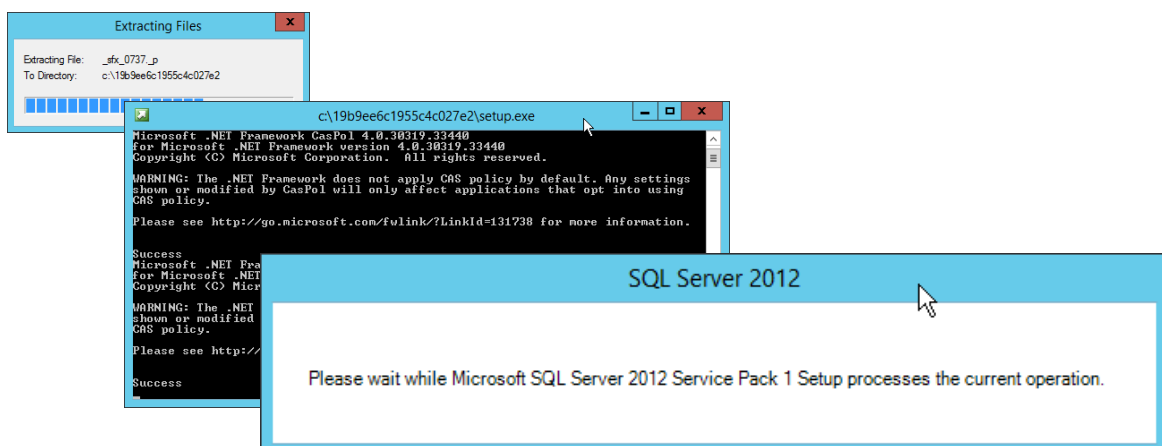 Extracting Files
x
Extracting File: _sfx_0737._p
To Directory: c:\19b9ee6c1955c4c027e2
c:\19b9ee6c1955c4c027e2\setup.exe
Microsoft .NET Framework CasPol 4.0.30319.33440
for Microsoft .NET Framework version 4.0.30319.33440
Copyright (C) Microsoft Corporation.  All rights reserved.
WARNING: The .NET Framework does not apply CAS policy by default. Any settings
shown or modified by CasPol will only affect applications that opt into using
CAS policy.
Please see http://go.microsoft.com/fwlink/?LinkId=131738 for more information.
Success
Microsoft .NET Fra
for Microsoft .NET
Copyright (C) Micr
WARNING: The .NET
shown or modified
CAS policy.
Please see http://
Success
SQL Server 2012
Please wait while Microsoft SQL Server 2012 Service Pack 1 Setup processes the current operation.